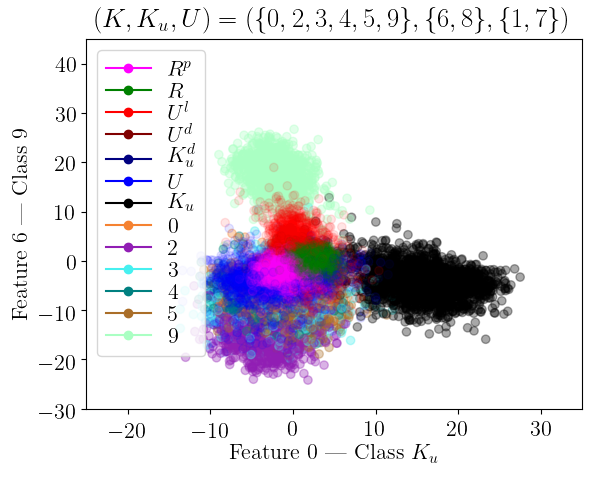 (K, K_u, U) = ({0, 2, 3, 4, 5, 9}, {6, 8}, {1, 7})
40
30
20
10
0
−10
−20
−30
Feature 6 — Class 9
R^p
R
U^l
U^d
K_u^d
U
K_u
0
2
3
4
5
9
−20 −10 0 10 20 30
Feature 0 — Class K_u